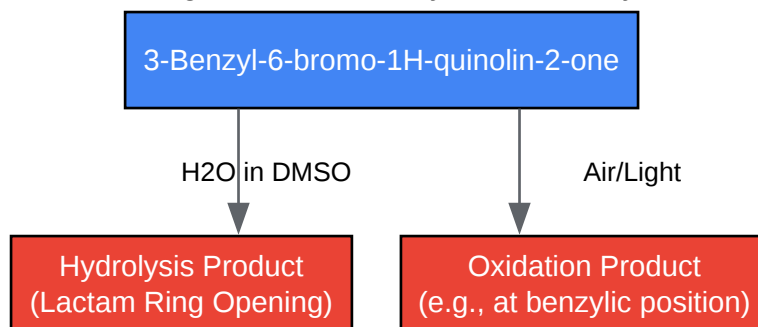 3-Benzyl-6-bromo-1H-quinolin-2-one
H2O in DMSO
Air/Light
Hydrolysis Product
(Lactam Ring Opening)
Oxidation Product
(e.g., at benzylic position)